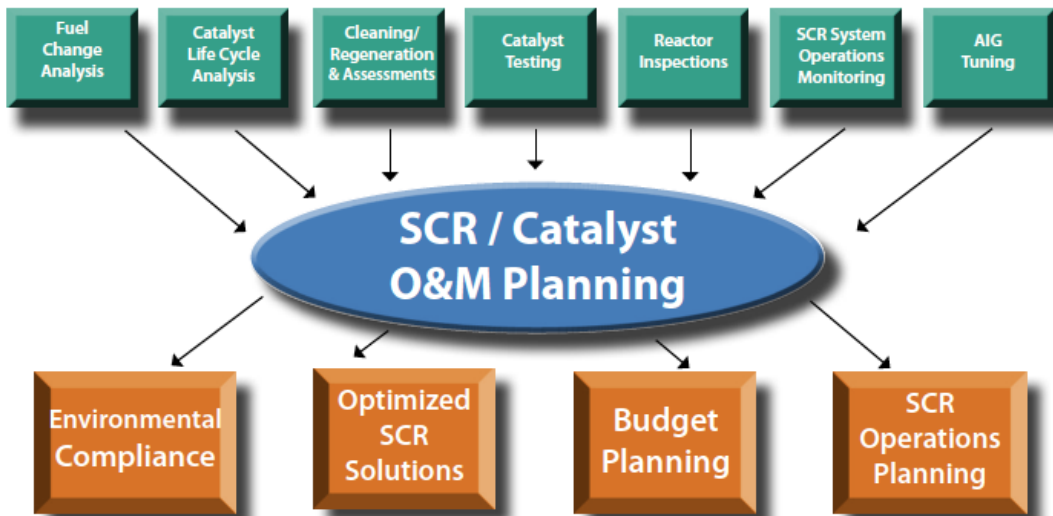 Fuel
Change
Analysis
Catalyst
Life Cycle
Analysis
Cleaning/
Regeneration
& Assessments
Catalyst
Testing
Reactor
Inspections
SCR System
Operations
Monitoring
AIG
Tuning
SCR / Catalyst
O&M Planning
Environmental
Compliance
Optimized
SCR
Solutions
Budget
Planning
SCR
Operations
Planning